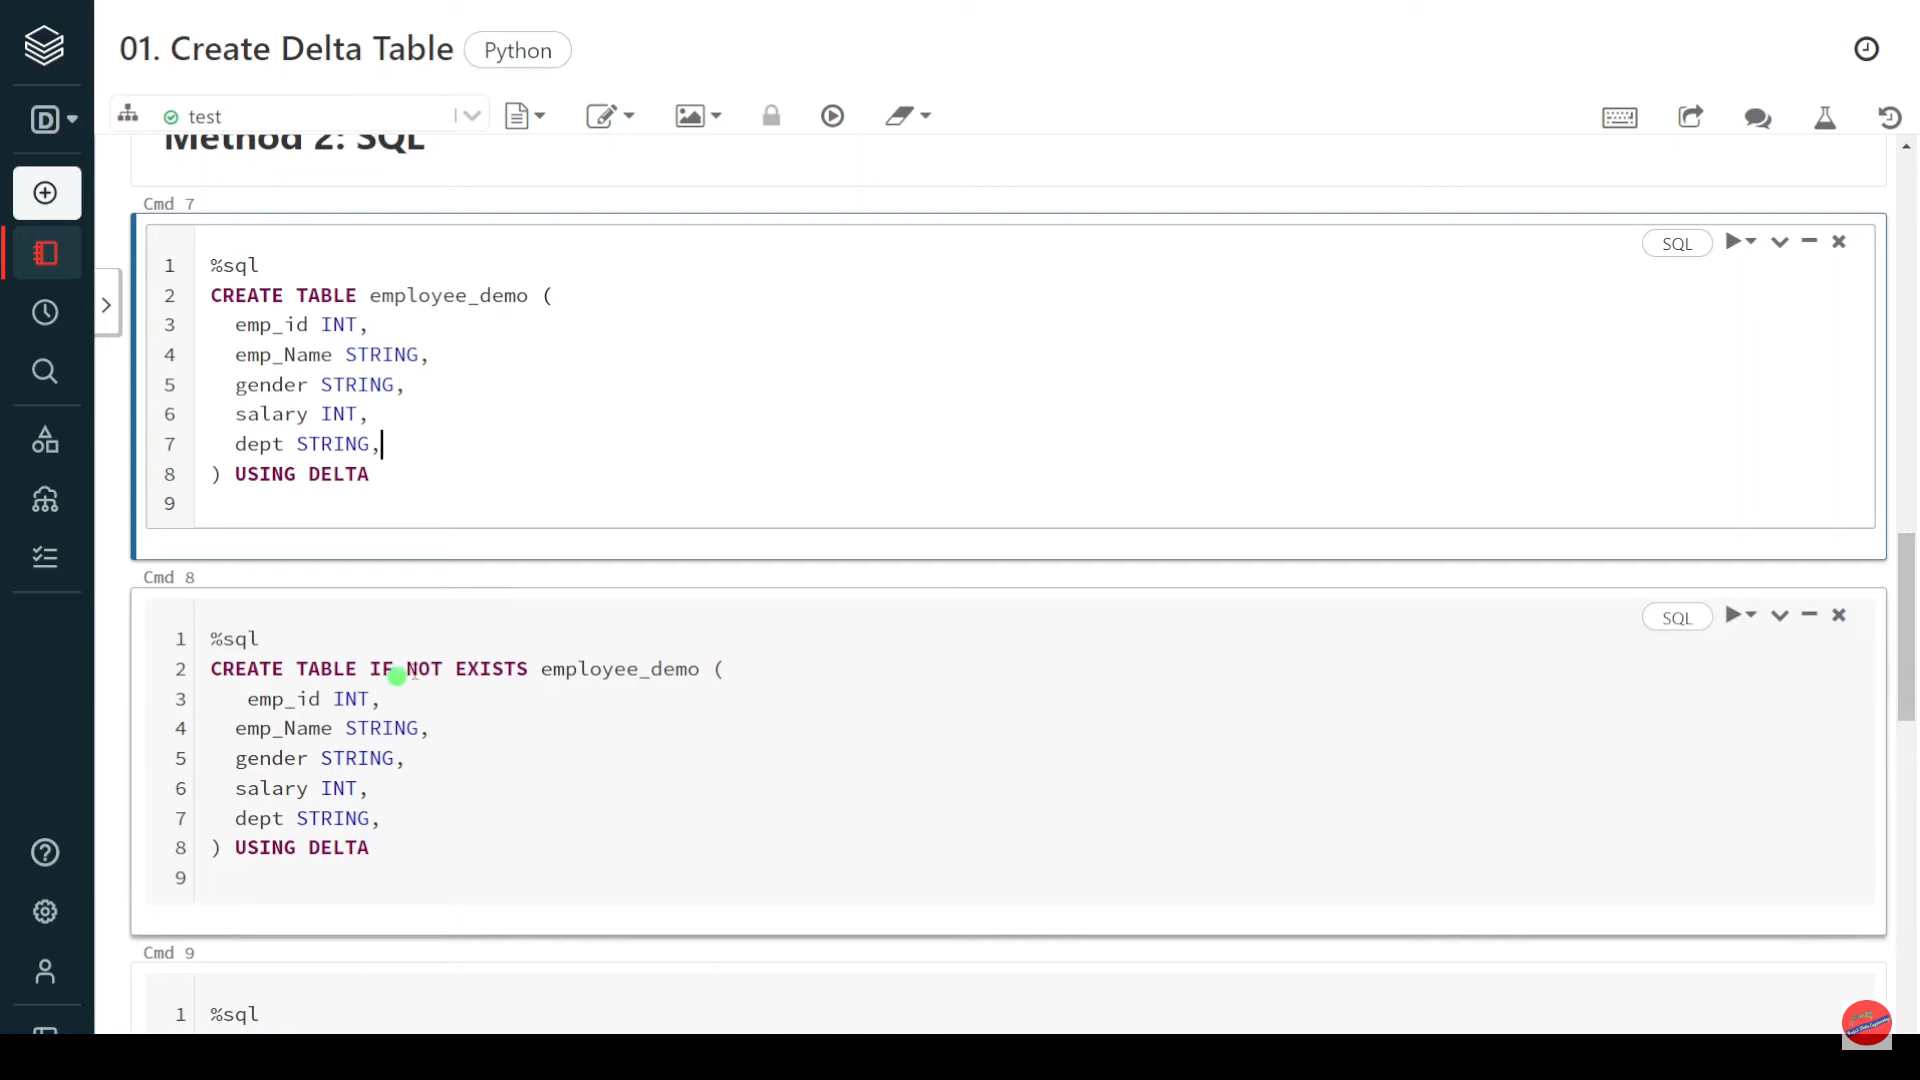 01. Create Delta Table
Python
test
Method 2: SQL
Cmd 7
SQL
1 %sql
2 CREATE TABLE employee_demo (
3 emp_id INT,
4 emp_Name STRING,
5 gender STRING,
6 salary INT,
7 dept STRING,
8 ) USING DELTA
9
Cmd 8
SQL
1 %sql
2 CREATE TABLE IF NOT EXISTS employee_demo (
3 emp_id INT,
4 emp_Name STRING,
5 gender STRING,
6 salary INT,
7 dept STRING,
8 ) USING DELTA
9
Cmd 9
1 %sql